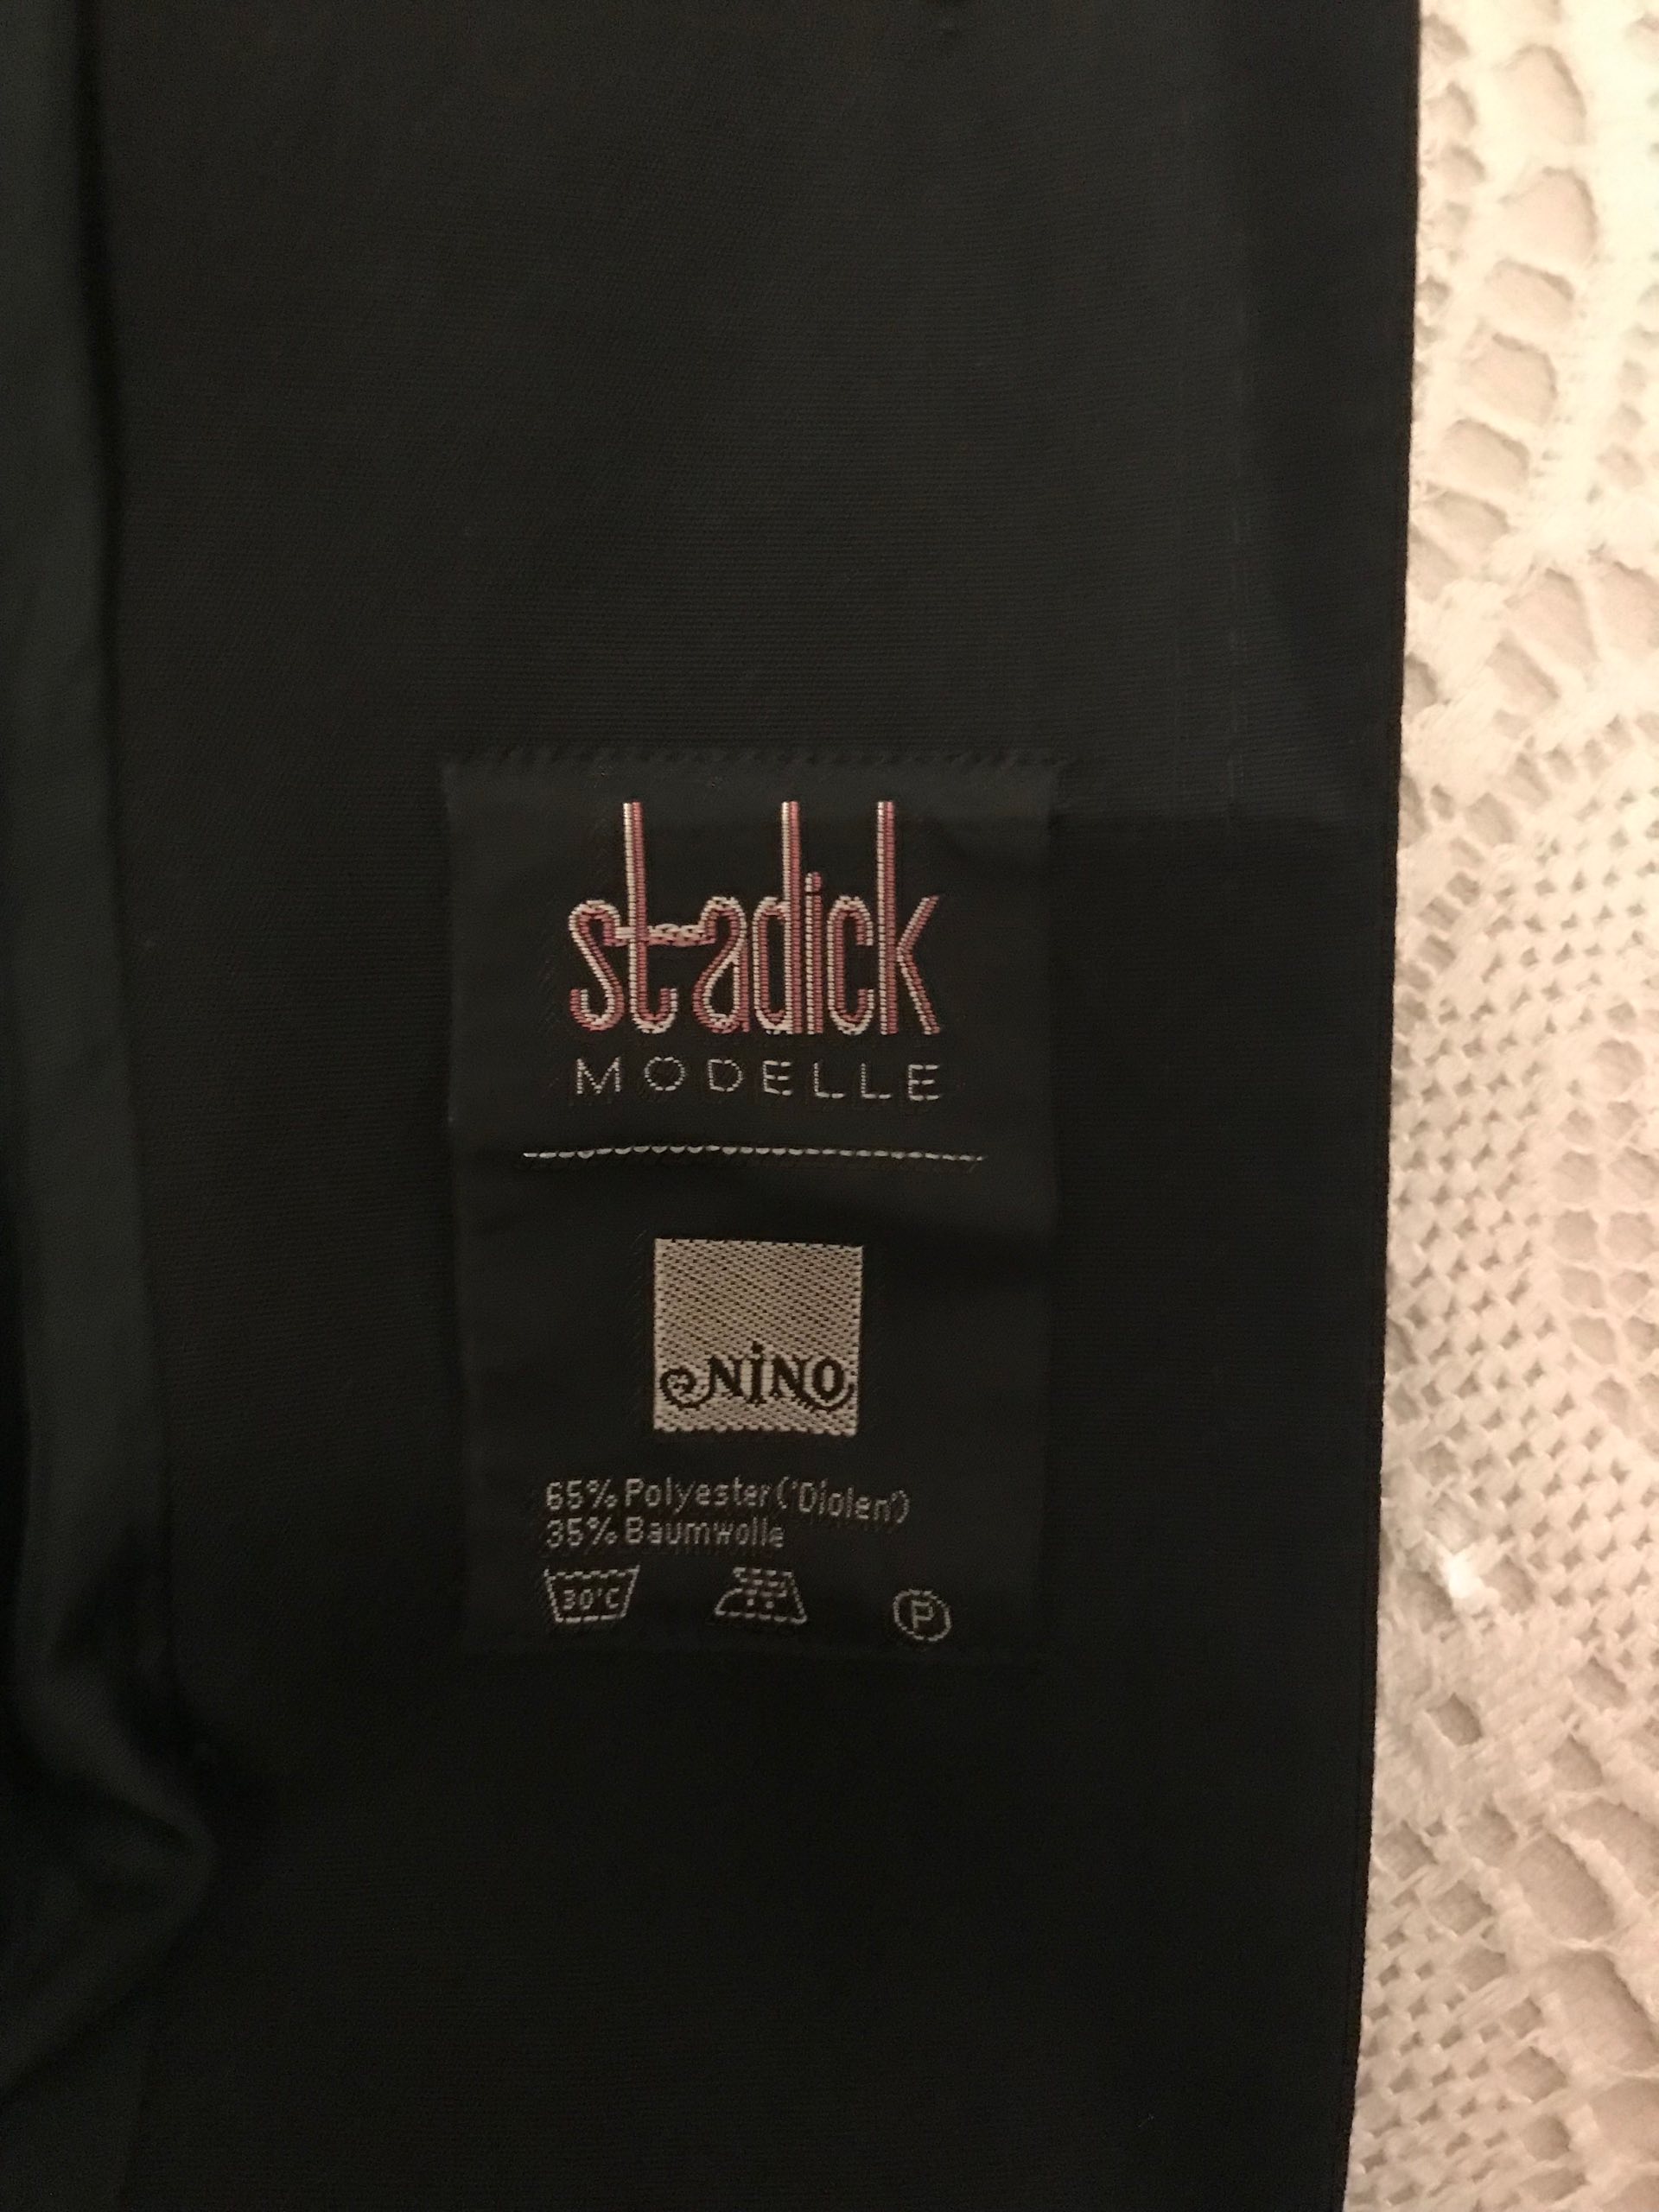 stadick
MODELLE
NINO
65% Polyester ('Diolen')
35% Baumwolle
30°C P